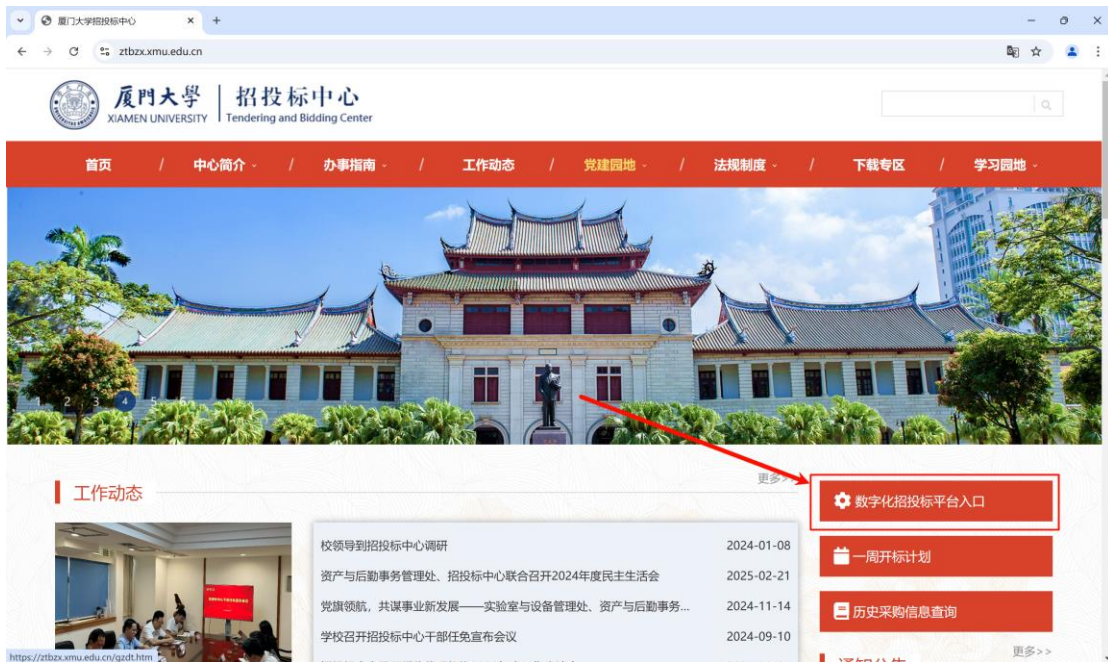 厦门大学招投标中心
ztbzx.xmu.edu.cn
厦門大學 招投标中心
XIAMEN UNIVERSITY Tendering and Bidding Center
首页 / 中心简介 / 办事指南 / 工作动态 / 党建园地 / 法规制度 / 下载专区 / 学习园地
1 2 3 4 5 6
工作动态
更多>>
数字化招投标平台入口
校领导到招投标中心调研 2024-01-08
一周开标计划
资产与后勤事务管理处、招投标中心联合召开2024年度民主生活会 2025-02-21
党旗领航，共谋事业新发展——实验室与设备管理处、资产与后勤事务... 2024-11-14
历史采购信息查询
学校召开招投标中心干部任免宣布会议 2024-09-10
更多>>
通知公告
https://ztbzx.xmu.edu.cn/gzdt.htm